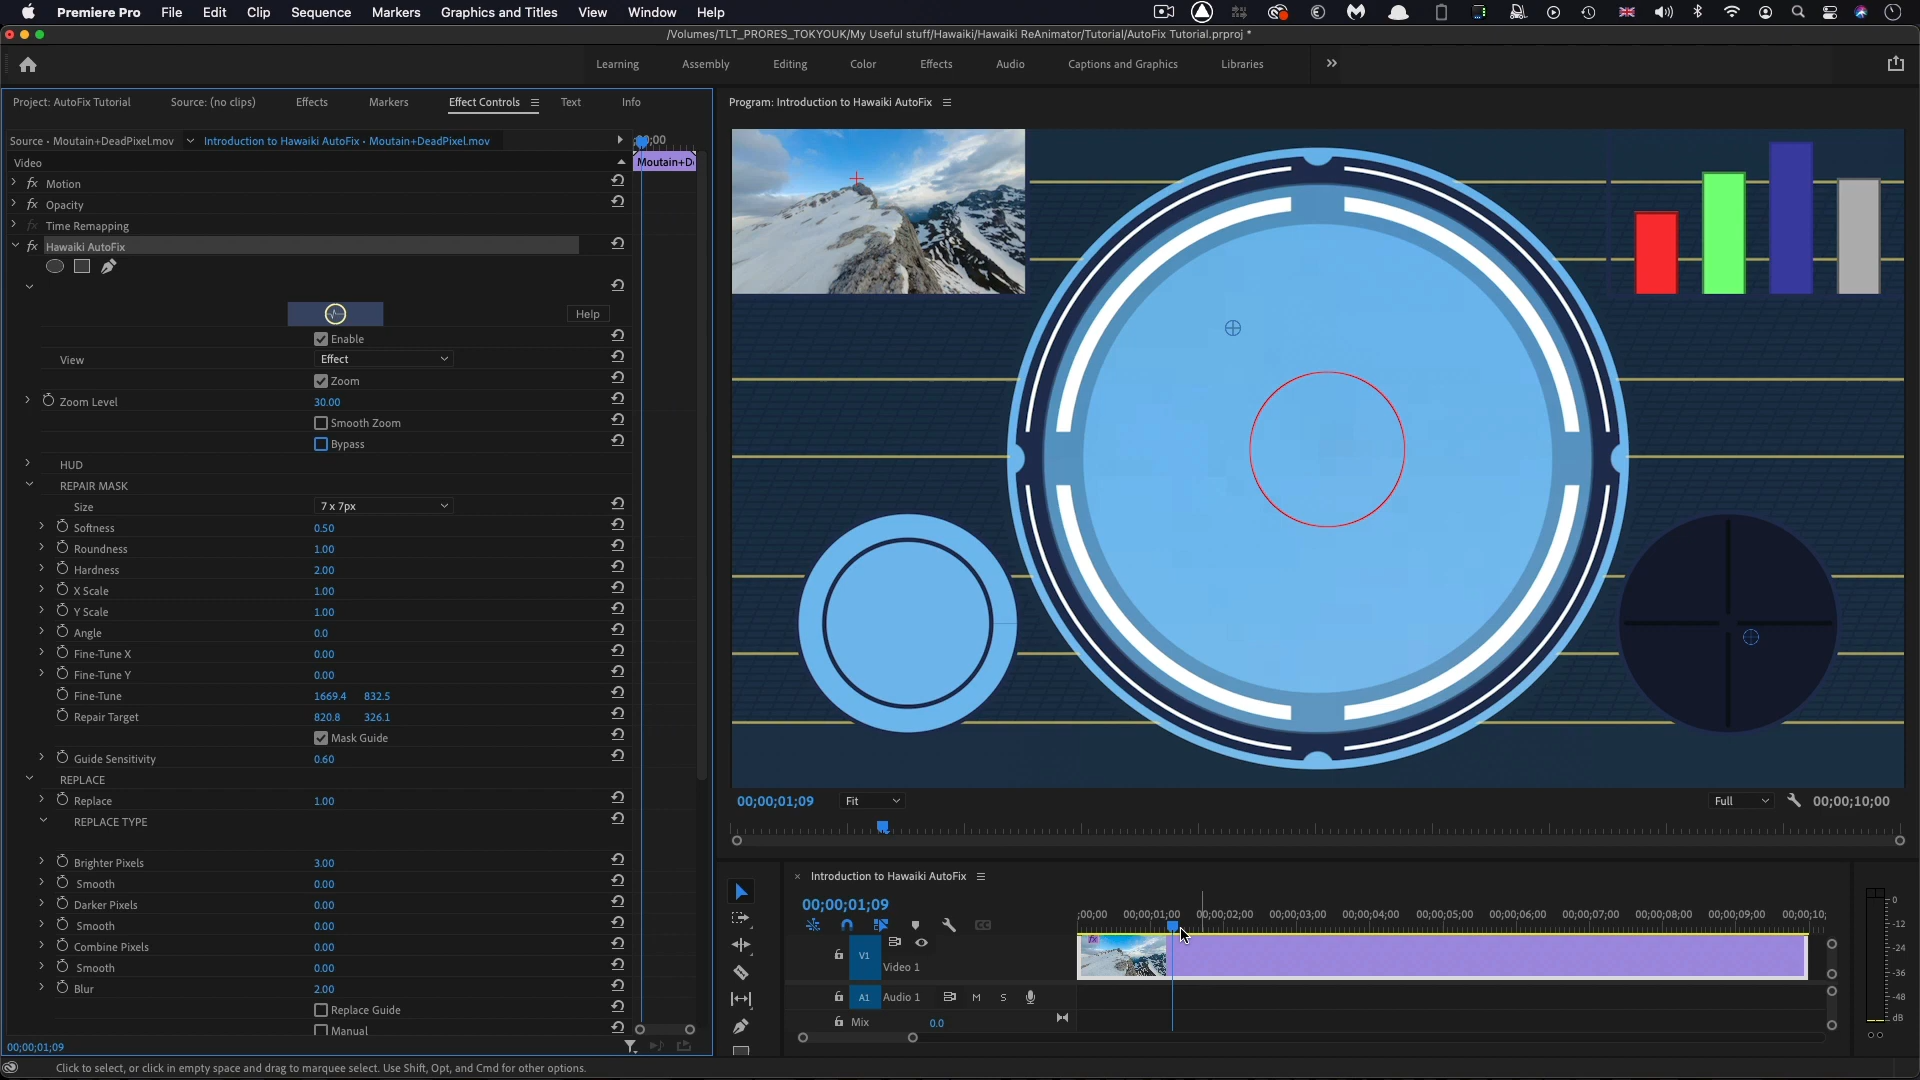 Premiere Pro File Edit Clip Sequence Markers Graphics and Titles View Window Help
/Volumes/TLT_PRORES_TOKYOUK/My Useful stuff/Hawaiki/Hawaiki ReAnimator/Tutorial/AutoFix Tutorial.prproj *
Learning Assembly Editing Color Effects Audio Captions and Graphics Libraries
Project: AutoFix Tutorial Source: (no clips) Effects Markers Effect Controls Text Info
Program: Introduction to Hawaiki AutoFix
Source • Moutain+DeadPixel.mov Introduction to Hawaiki AutoFix • Moutain+DeadPixel.mov
Video
Moutain+D
fx Motion
fx Opacity
fx Time Remapping
fx Hawaiki AutoFix
Help
Enable
View Effect
Zoom
Zoom Level 30.00
Smooth Zoom
Bypass
HUD
REPAIR MASK
Size 7 x 7px
Softness 0.50
Roundness 1.00
Hardness 2.00
X Scale 1.00
Y Scale 1.00
Angle 0.0
Fine-Tune X 0.00
Fine-Tune Y 0.00
Fine-Tune 1669.4 832.5
Repair Target 820.8 326.1
Mask Guide
Guide Sensitivity 0.60
REPLACE
Replace 1.00
REPLACE TYPE
Brighter Pixels 3.00
Smooth 0.00
Darker Pixels 0.00
Smooth 0.00
Combine Pixels 0.00
Smooth 0.00
Blur 2.00
Replace Guide
Manual
00;00;01;09
00;00;01;09 Fit Full 00;00;10;00
Introduction to Hawaiki AutoFix
00;00;01;09
;00;00 00;00;01;00 00;00;02;00 00;00;03;00 00;00;04;00 00;00;05;00 00;00;06;00 00;00;07;00 00;00;08;00 00;00;09;00 00;00;10;
V1 Video 1
fx
A1 Audio 1 M S
Mix 0.0
0
-12
-24
-36
-48
dB
Click to select, or click in empty space and drag to marquee select. Use Shift, Opt, and Cmd for other options.